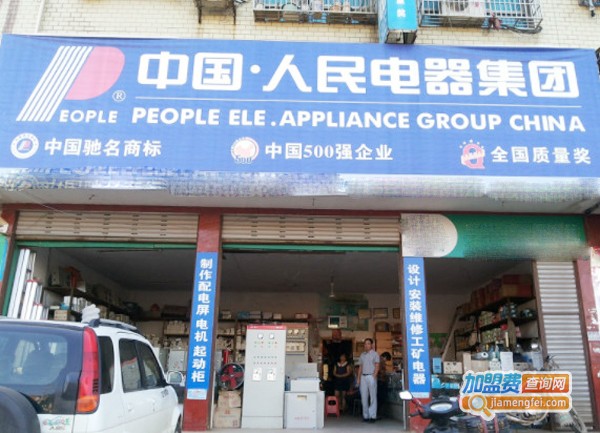 中国·人民电器集团
PEOPLE ®
PEOPLE ELE.APPLIANCE GROUP CHINA
中国驰名商标
中国500强企业
全国质量奖
制作配电屏 电机 起动柜
设计 安装维修工矿电器
加盟费查询网
jiamengfei.com